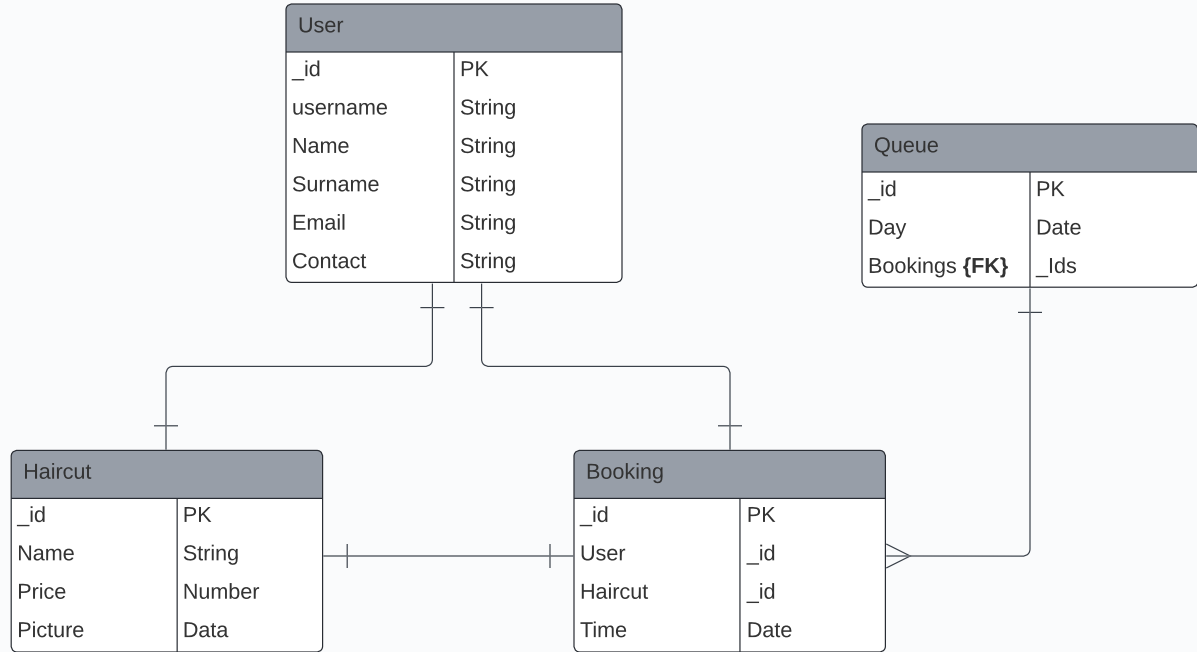 User
_id PK
username String
Name String
Surname String
Email String
Contact String
Queue
_id PK
Day Date
Bookings {FK} _Ids
Haircut
_id PK
Name String
Price Number
Picture Data
Booking
_id PK
User _id
Haircut _id
Time Date